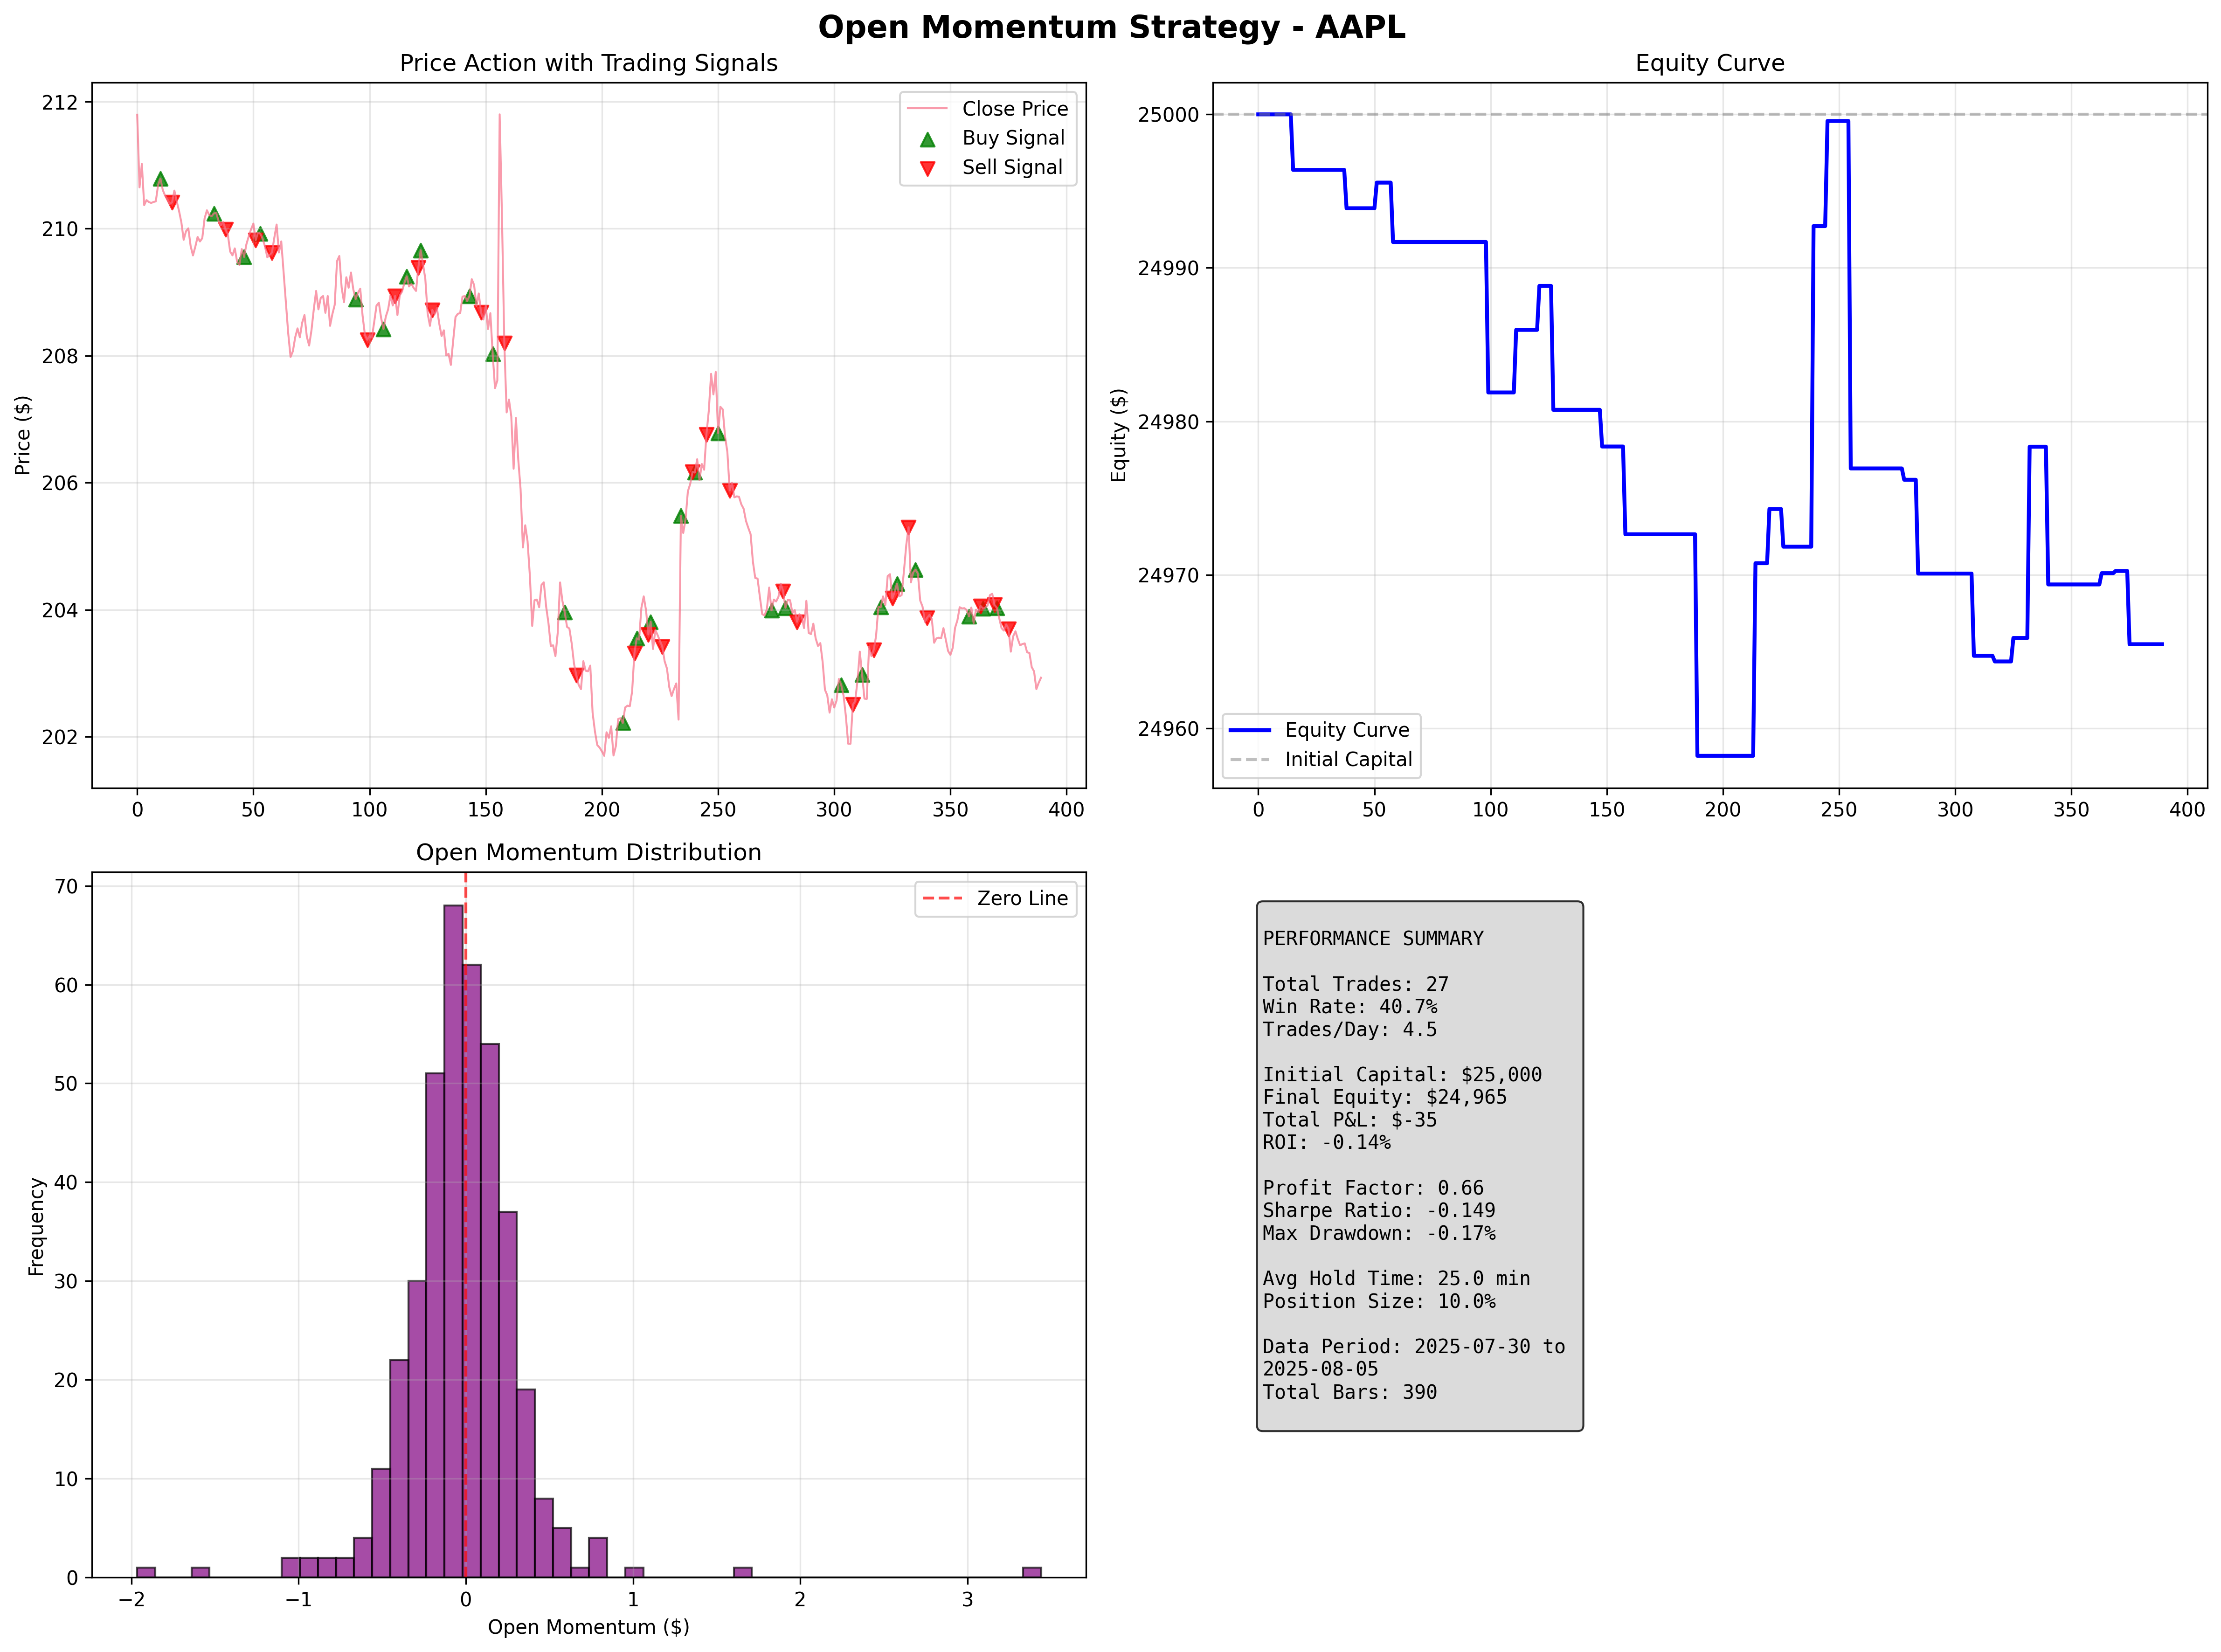 Open Momentum Strategy - AAPL
Price Action with Trading Signals
Price ($)
212
210
208
206
204
202
0 50 100 150 200 250 300 350 400
Close Price
Buy Signal
Sell Signal
Equity Curve
Equity ($)
25000
24990
24980
24970
24960
0 50 100 150 200 250 300 350 400
Equity Curve
Initial Capital
Open Momentum Distribution
Frequency
70
60
50
40
30
20
10
0
−2 −1 0 1 2 3
Open Momentum ($)
Zero Line
PERFORMANCE SUMMARY
Total Trades: 27
Win Rate: 40.7%
Trades/Day: 4.5
Initial Capital: $25,000
Final Equity: $24,965
Total P&L: $-35
ROI: -0.14%
Profit Factor: 0.66
Sharpe Ratio: -0.149
Max Drawdown: -0.17%
Avg Hold Time: 25.0 min
Position Size: 10.0%
Data Period: 2025-07-30 to
2025-08-05
Total Bars: 390